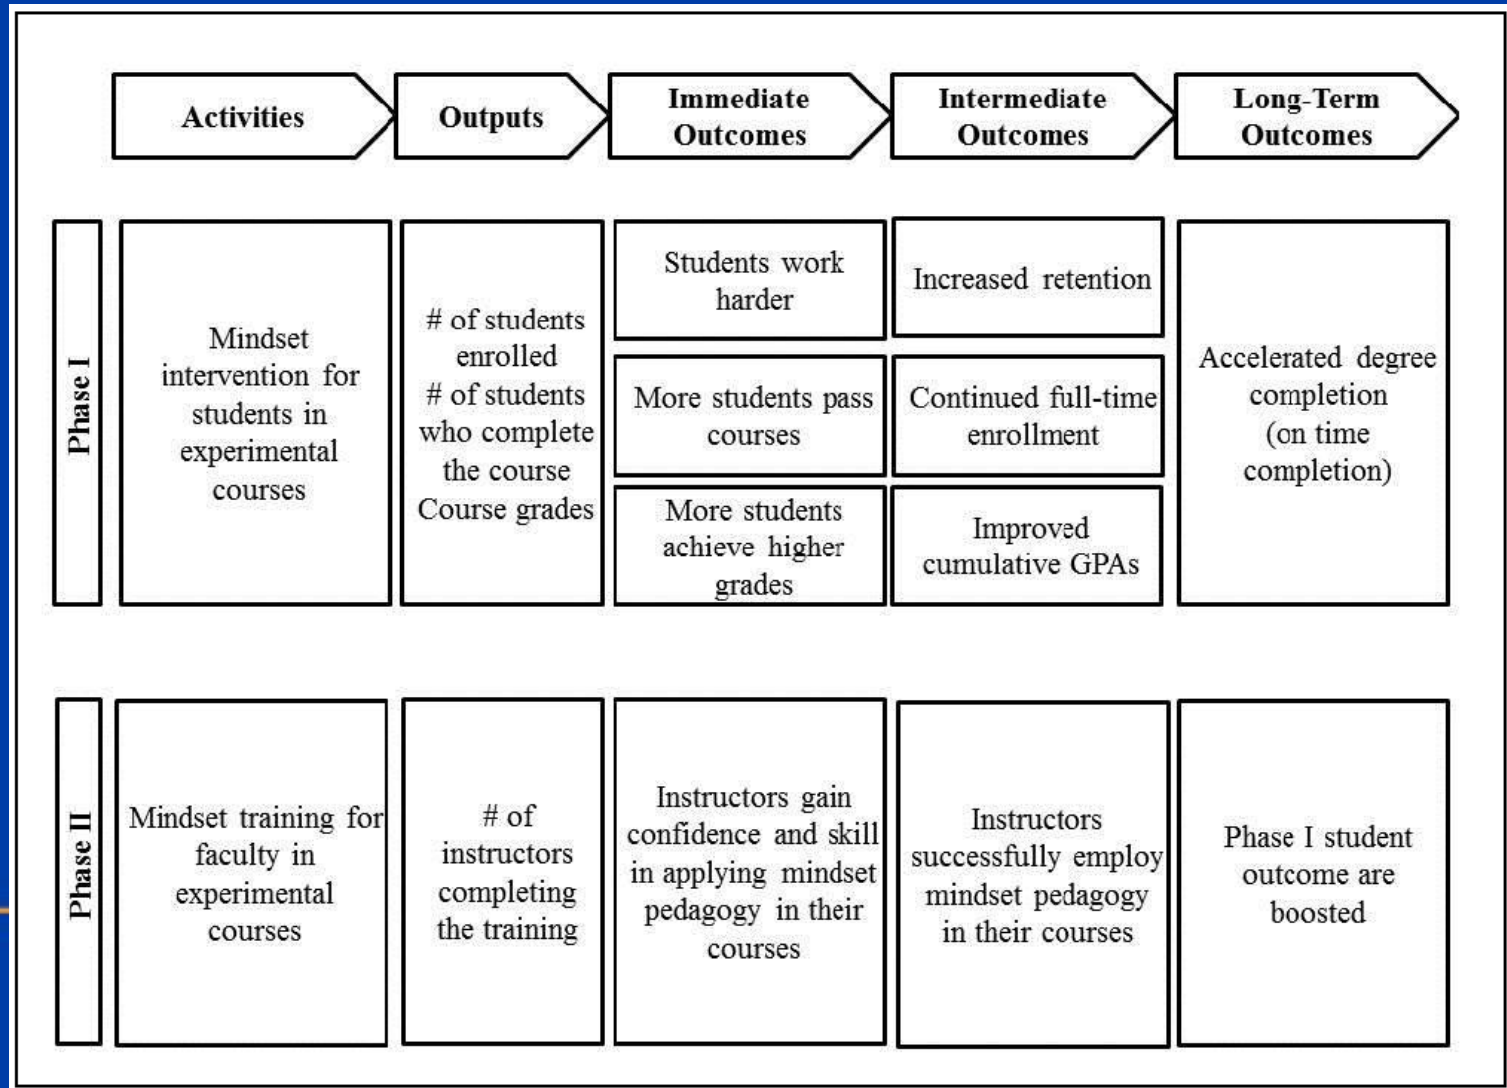 Activities
Outputs
Immediate
Outcomes
Intermediate
Outcomes
Long-Term
Outcomes
Phase I
Mindset
intervention for
students in
experimental
courses
# of students
enrolled
# of students
who complete
the course
Course grades
Students work
harder
More students pass
courses
More students
achieve higher
grades
Increased retention
Continued full-time
enrollment
Improved
cumulative GPAs
Accelerated degree
completion
(on time
completion)
Phase II
Mindset training for
faculty in
experimental
courses
# of
instructors
completing
the training
Instructors gain
confidence and skill
in applying mindset
pedagogy in their
courses
Instructors
successfully employ
mindset pedagogy
in their courses
Phase I student
outcome are
boosted